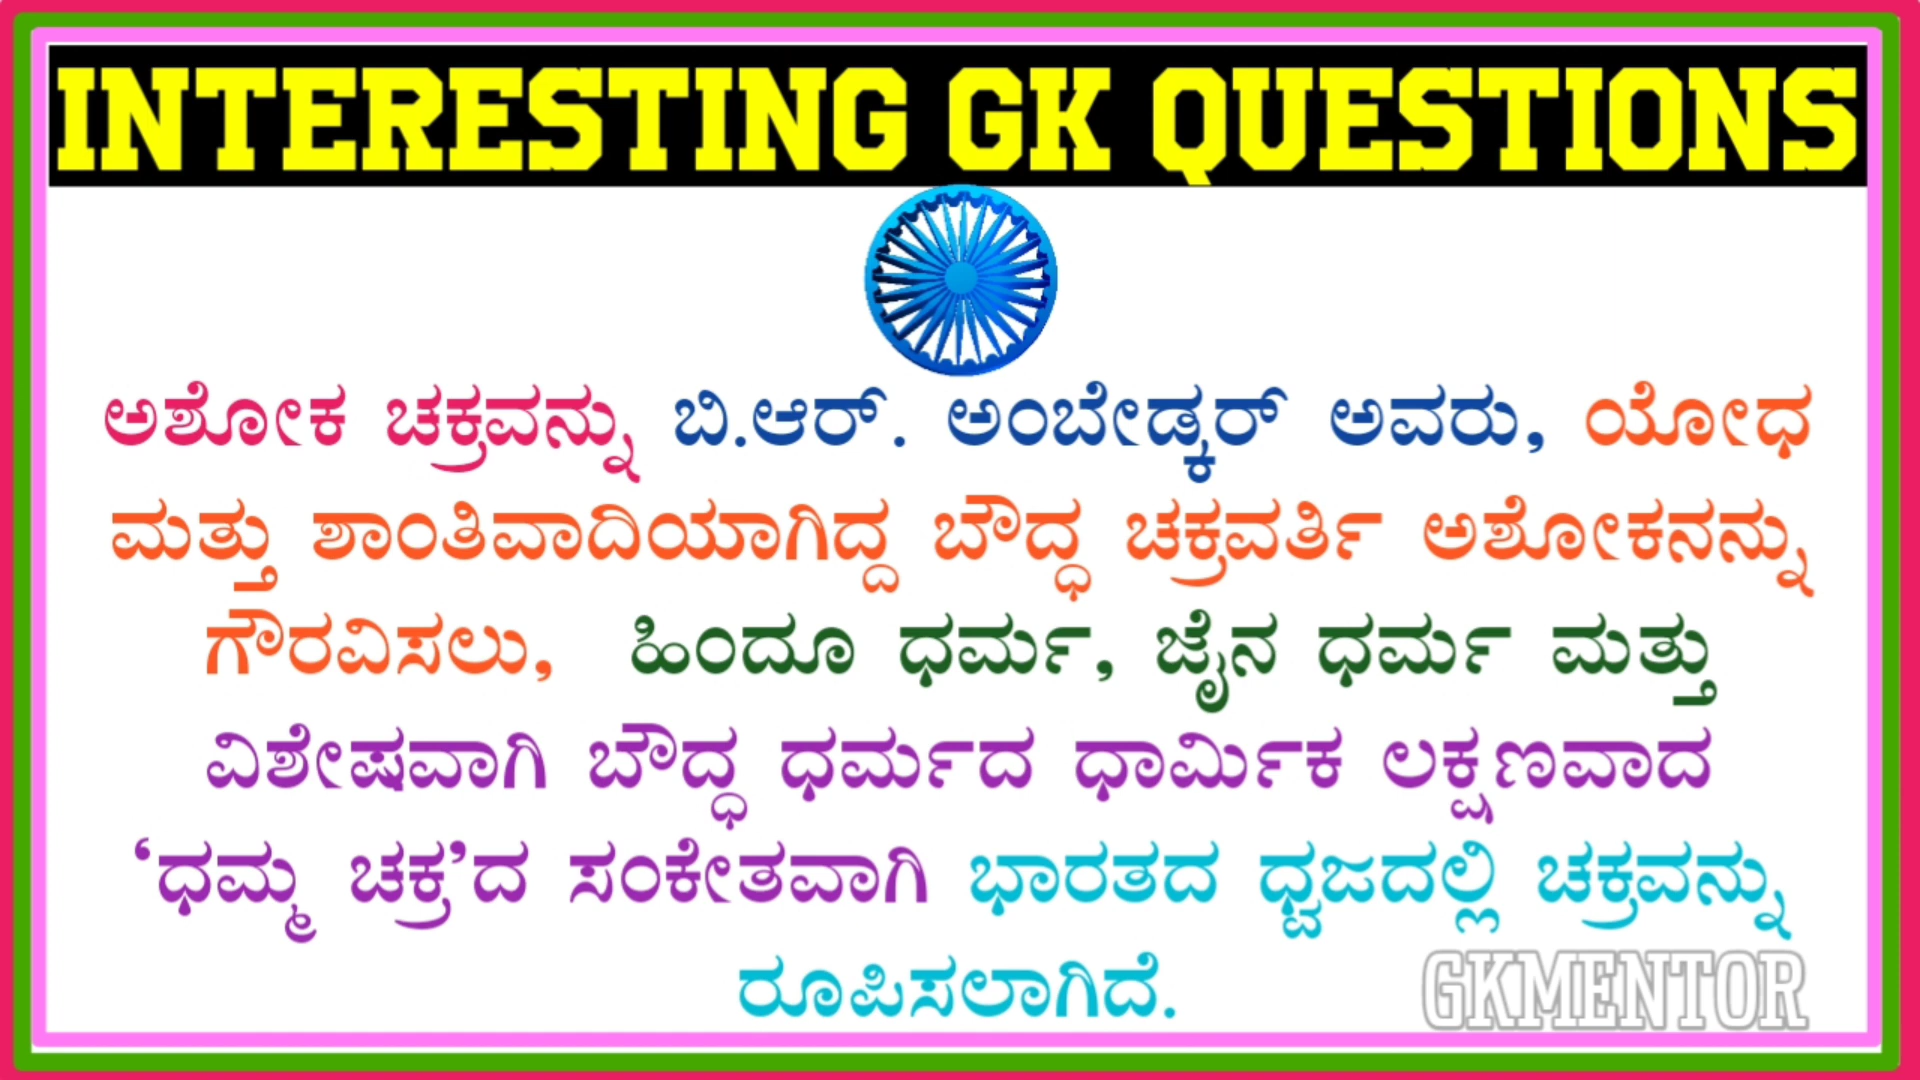 INTERESTING GK QUESTIONS
ಅಶೋಕ ಚಕ್ರವನ್ನು ಬಿ.ಆರ್. ಅಂಬೇಡ್ಕರ್ ಅವರು, ಯೋಧ
ಮತ್ತು ಶಾಂತಿವಾದಿಯಾಗಿದ್ದ ಬೌದ್ಧ ಚಕ್ರವರ್ತಿ ಅಶೋಕನನ್ನು
ಗೌರವಿಸಲು, ಹಿಂದೂ ಧರ್ಮ, ಜೈನ ಧರ್ಮ ಮತ್ತು
ವಿಶೇಷವಾಗಿ ಬೌದ್ಧ ಧರ್ಮದ ಧಾರ್ಮಿಕ ಲಕ್ಷಣವಾದ
‘ಧಮ್ಮ ಚಕ್ರ’ದ ಸಂಕೇತವಾಗಿ ಭಾರತದ ಧ್ವಜದಲ್ಲಿ ಚಕ್ರವನ್ನು
ರೂಪಿಸಲಾಗಿದೆ.
GKMENTOR